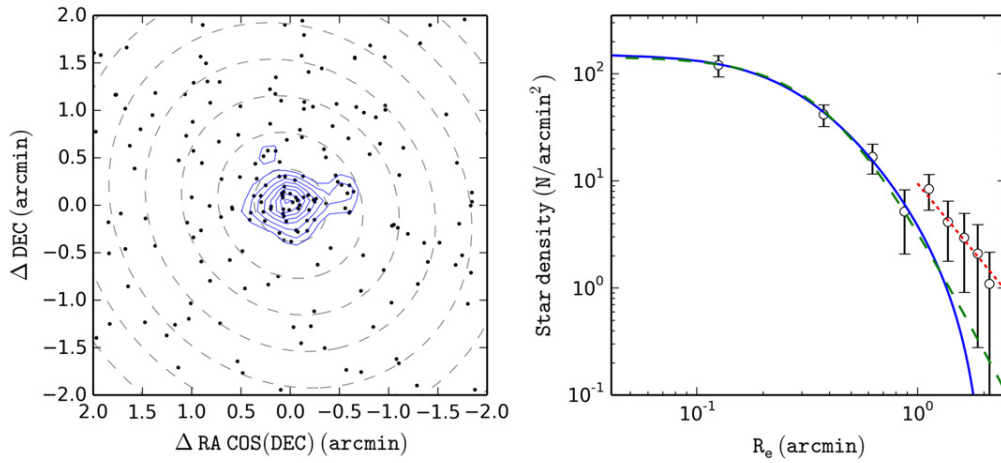 2.0
1.5
1.0
0.5
0.0
−0.5
−1.0
−1.5
−2.0
Δ DEC (arcmin)
2.0 1.5 1.0 0.5 0.0 −0.5 −1.0 −1.5 −2.0
Δ RA COS(DEC) (arcmin)
10²
10¹
10⁰
10⁻¹
Star density (N/arcmin²)
10⁻¹ 10⁰
Rₑ (arcmin)